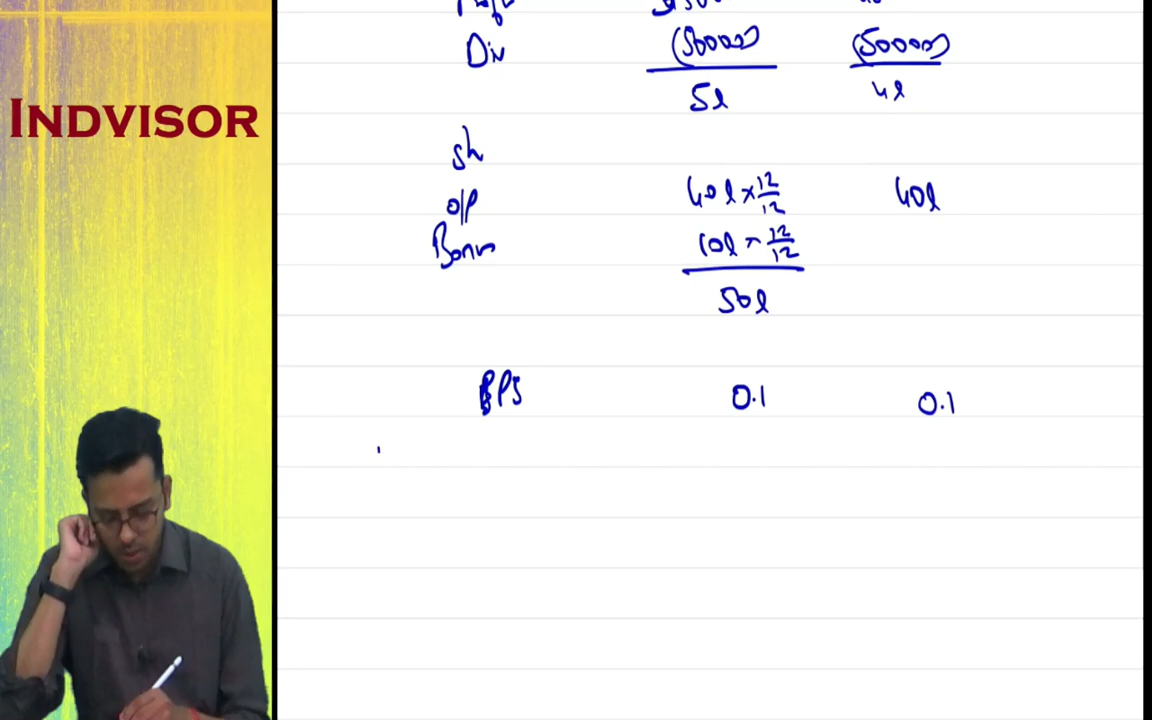 INDVISOR
Div (50000) (50000)
5l 4l
sh
o/p 40l × 12/12 40l
Bonus 10l × 12/12
50l
EPS 0.1 0.1